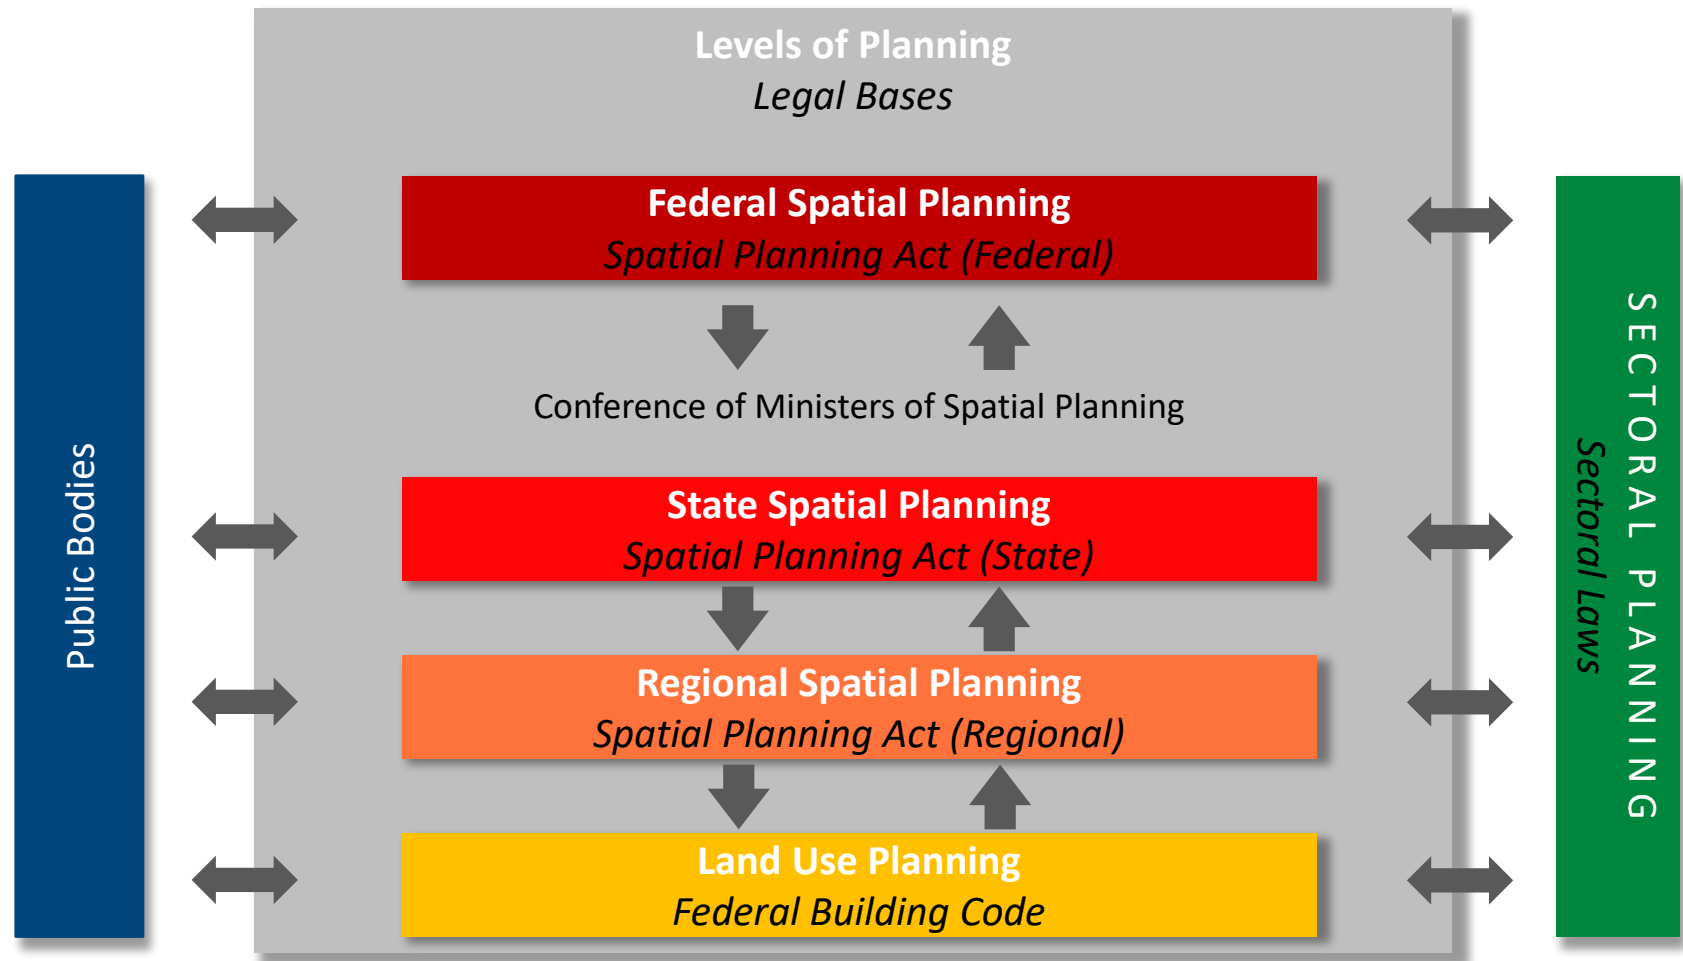 Levels of Planning
Legal Bases
Public Bodies
Federal Spatial Planning
Spatial Planning Act (Federal)
Conference of Ministers of Spatial Planning
State Spatial Planning
Spatial Planning Act (State)
Regional Spatial Planning
Spatial Planning Act (Regional)
Land Use Planning
Federal Building Code
SECTORAL PLANNING
Sectoral Laws